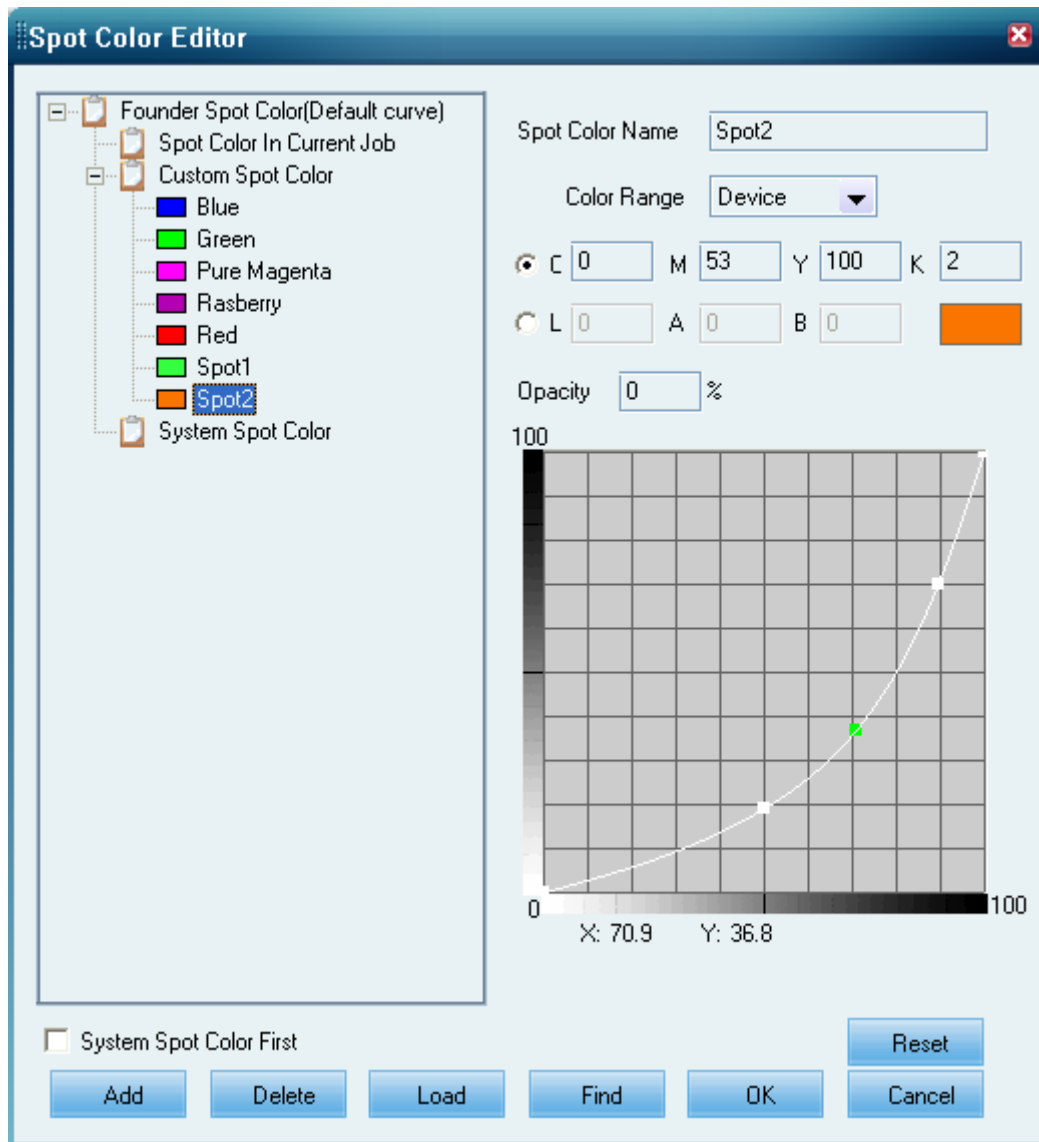 Spot Color Editor
Founder Spot Color(Default curve)
Spot Color In Current Job
Custom Spot Color
Blue
Green
Pure Magenta
Rasberry
Red
Spot1
Spot2
System Spot Color
Spot Color Name Spot2
Color Range Device
C 0 M 53 Y 100 K 2
L 0 A 0 B 0
Opacity 0 %
100
0 100
X: 70.9 Y: 36.8
System Spot Color First
Reset
Add Delete Load Find OK Cancel